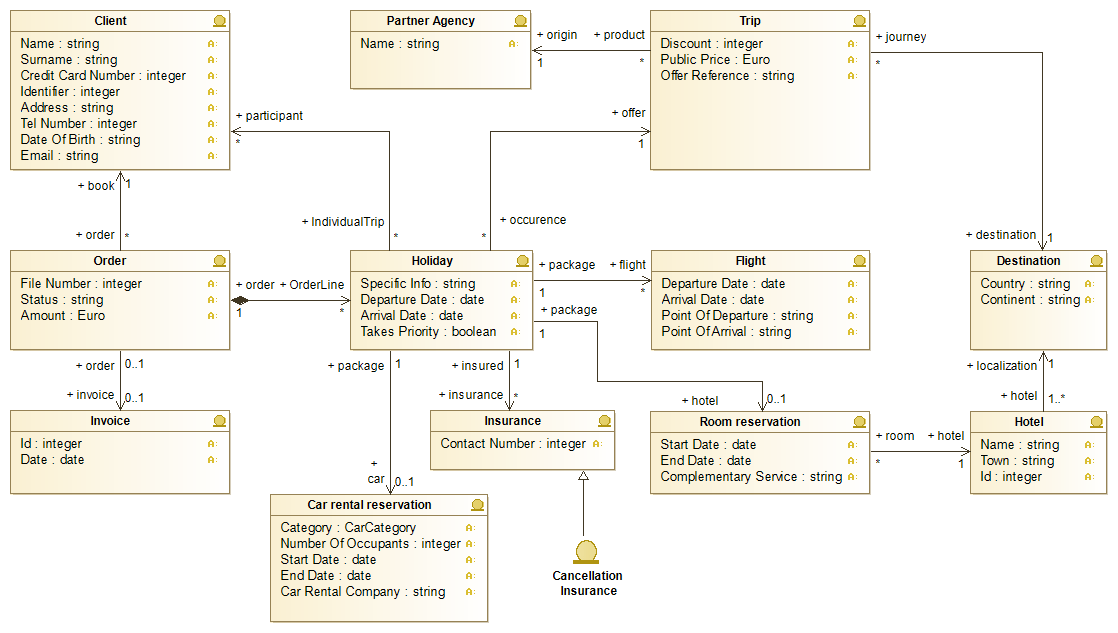 Client
Name : string
Surname : string
Credit Card Number : integer
Identifier : integer
Address : string
Tel Number : integer
Date Of Birth : string
Email : string
Partner Agency
Name : string
+ origin
+ product
1
*
Trip
Discount : integer
Public Price : Euro
Offer Reference : string
+ journey
*
+ participant
*
+ offer
1
+ book
1
+ order
*
+ IndividualTrip
*
+ occurence
*
+ destination
1
Order
File Number : integer
Status : string
Amount : Euro
+ order
+ OrderLine
1
*
Holiday
Specific Info : string
Departure Date : date
Arrival Date : date
Takes Priority : boolean
+ package
+ flight
1
*
+ package
1
Flight
Departure Date : date
Arrival Date : date
Point Of Departure : string
Point Of Arrival : string
Destination
Country : string
Continent : string
+ order
0..1
+ invoice
0..1
+ package
1
+ insured
1
+ insurance
*
+ hotel
0..1
+ localization
1
+ hotel
1..*
Invoice
Id : integer
Date : date
Insurance
Contact Number : integer
Room reservation
Start Date : date
End Date : date
Complementary Service : string
+ room
+ hotel
*
1
Hotel
Name : string
Town : string
Id : integer
+
car
0..1
Car rental reservation
Category : CarCategory
Number Of Occupants : integer
Start Date : date
End Date : date
Car Rental Company : string
Cancellation
Insurance